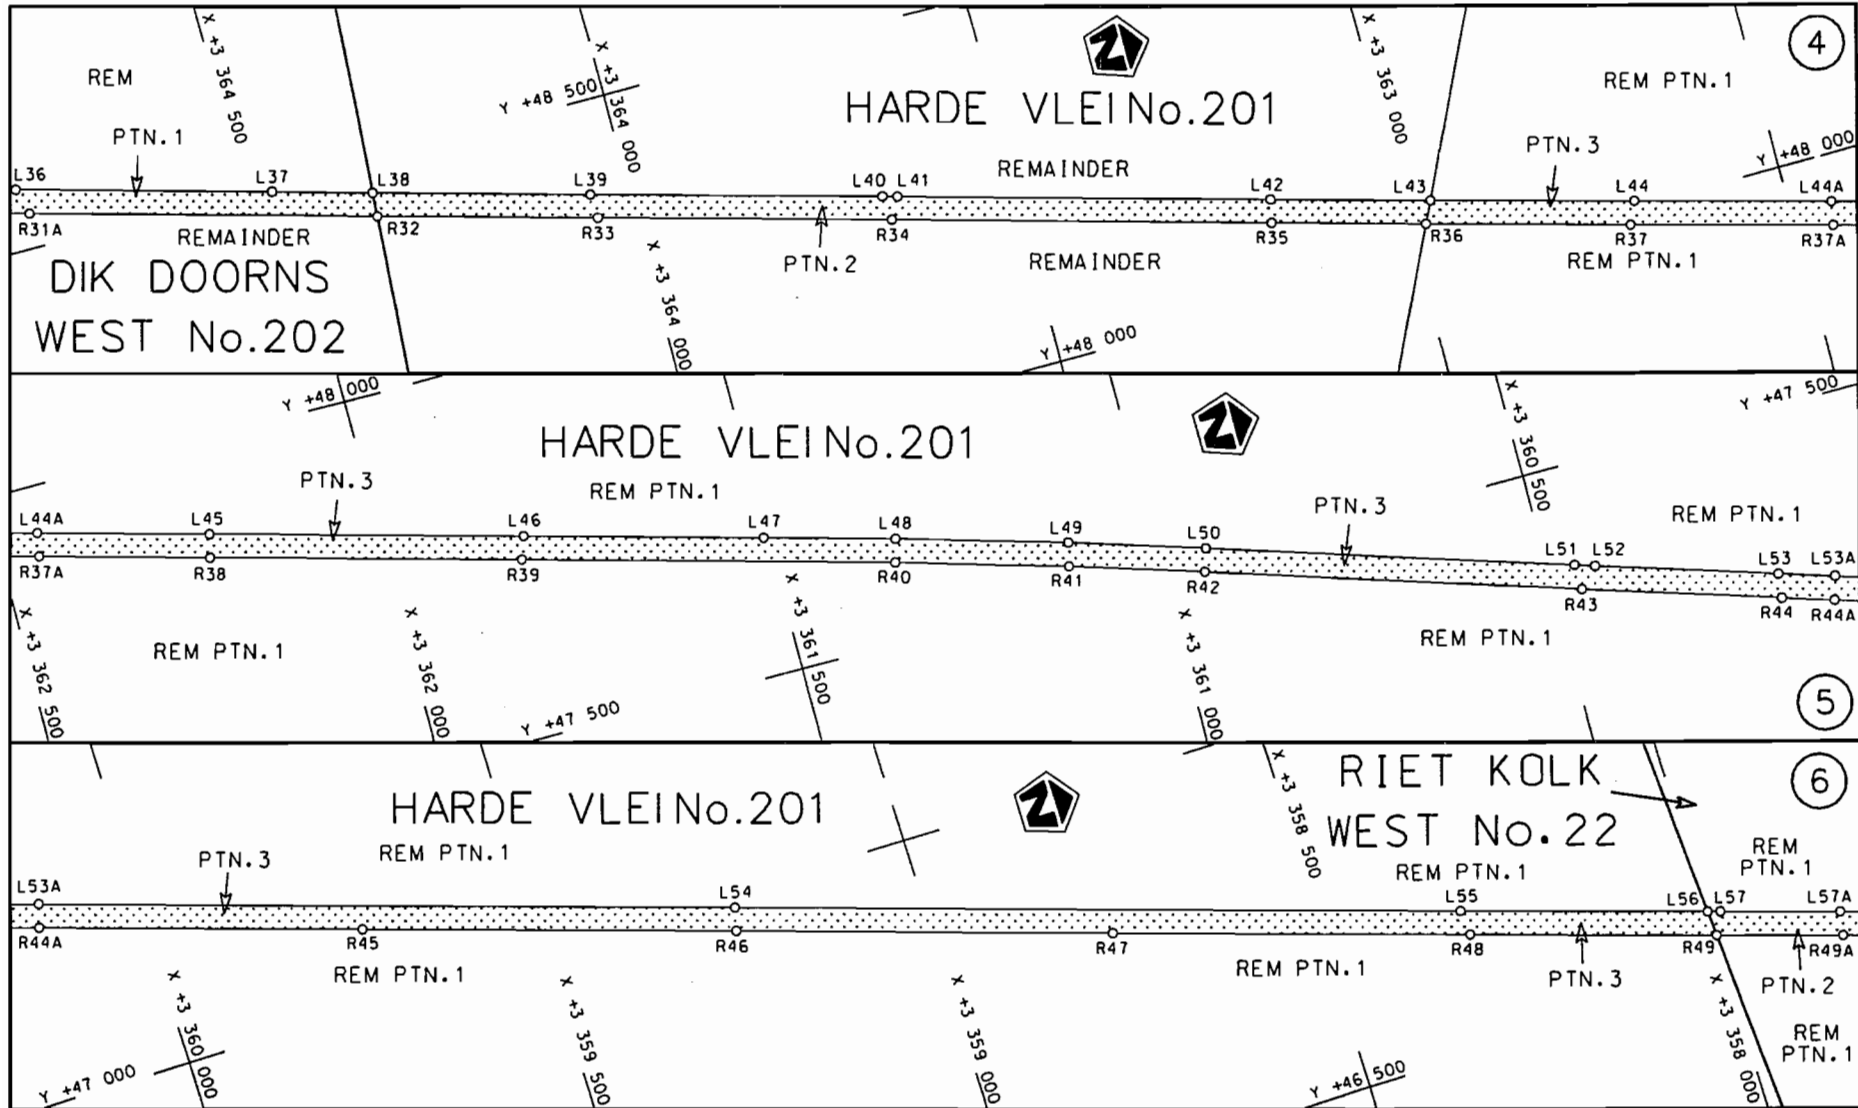 REM
X +3 364 500
Y +48 500
X +3 364 000
HARDE VLEI No.201
X +3 363 000
REM PTN.1
4
PTN.1
REMAINDER
PTN.3
Y +48 000
L36
L37
L38
L39
L40
L41
L42
L43
L44
L44A
R31A
R32
R33
R34
R35
R36
R37
R37A
REMAINDER
X +3 364 000
PTN.2
REMAINDER
REM PTN.1
DIK DOORNS
WEST No.202
Y +48 000
Y +48 000
HARDE VLEI No.201
X +3 360 500
Y +47 500
PTN.3
REM PTN.1
PTN.3
REM PTN.1
L44A
L45
L46
L47
L48
L49
L50
L51
L52
L53
L53A
R37A
R38
R39
R40
R41
R42
R43
R44
R44A
X +3 362 500
REM PTN.1
X +3 362 000
X +3 361 500
X +3 361 000
REM PTN.1
Y +47 500
5
HARDE VLEI No.201
X +3 358 500
RIET KOLK
WEST No.22
6
PTN.3
REM PTN.1
REM PTN.1
REM
PTN.1
L53A
L54
L55
L56
L57
L57A
R44A
R45
R46
R47
R48
R49
R49A
REM PTN.1
REM PTN.1
PTN.3
PTN.2
REM
PTN.1
X +3 360 000
X +3 359 500
X +3 359 000
X +3 358 000
Y +47 000
Y +46 500